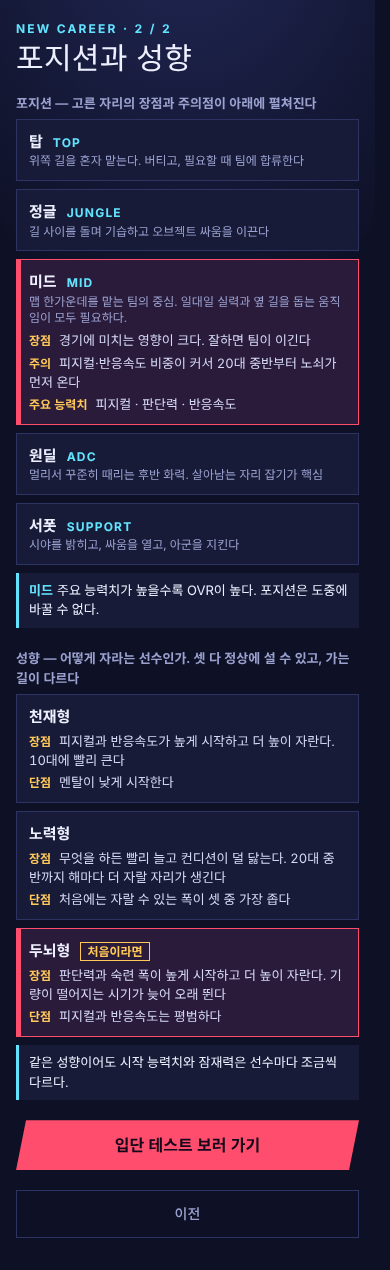 NEW CAREER · 2 / 2
포지션과 성향
포지션 — 고른 자리의 장점과 주의점이 아래에 펼쳐진다
탑 TOP
위쪽 길을 혼자 맡는다. 버티고, 필요할 때 팀에 합류한다
정글 JUNGLE
길 사이를 돌며 기습하고 오브젝트 싸움을 이끈다
미드 MID
맵 한가운데를 맡는 팀의 중심. 일대일 실력과 옆 길을 돕는 움직
임이 모두 필요하다.
장점 경기에 미치는 영향이 크다. 잘하면 팀이 이긴다
주의 피지컬·반응속도 비중이 커서 20대 중반부터 노쇠가
먼저 온다
주요 능력치 피지컬 · 판단력 · 반응속도
원딜 ADC
멀리서 꾸준히 때리는 후반 화력. 살아남는 자리 잡기가 핵심
서폿 SUPPORT
시야를 밝히고, 싸움을 열고, 아군을 지킨다
미드 주요 능력치가 높을수록 OVR이 높다. 포지션은 도중에
바꿀 수 없다.
성향 — 어떻게 자라는 선수인가. 셋 다 정상에 설 수 있고, 가는
길이 다르다
천재형
장점 피지컬과 반응속도가 높게 시작하고 더 높이 자란다.
10대에 빨리 큰다
단점 멘탈이 낮게 시작한다
노력형
장점 무엇을 하든 빨리 늘고 컨디션이 덜 닳는다. 20대 중
반까지 해마다 더 자랄 자리가 생긴다
단점 처음에는 자랄 수 있는 폭이 셋 중 가장 좁다
두뇌형 처음이라면
장점 판단력과 숙련 폭이 높게 시작하고 더 높이 자란다. 기
량이 떨어지는 시기가 늦어 오래 뛴다
단점 피지컬과 반응속도는 평범하다
같은 성향이어도 시작 능력치와 잠재력은 선수마다 조금씩
다르다.
입단 테스트 보러 가기
이전